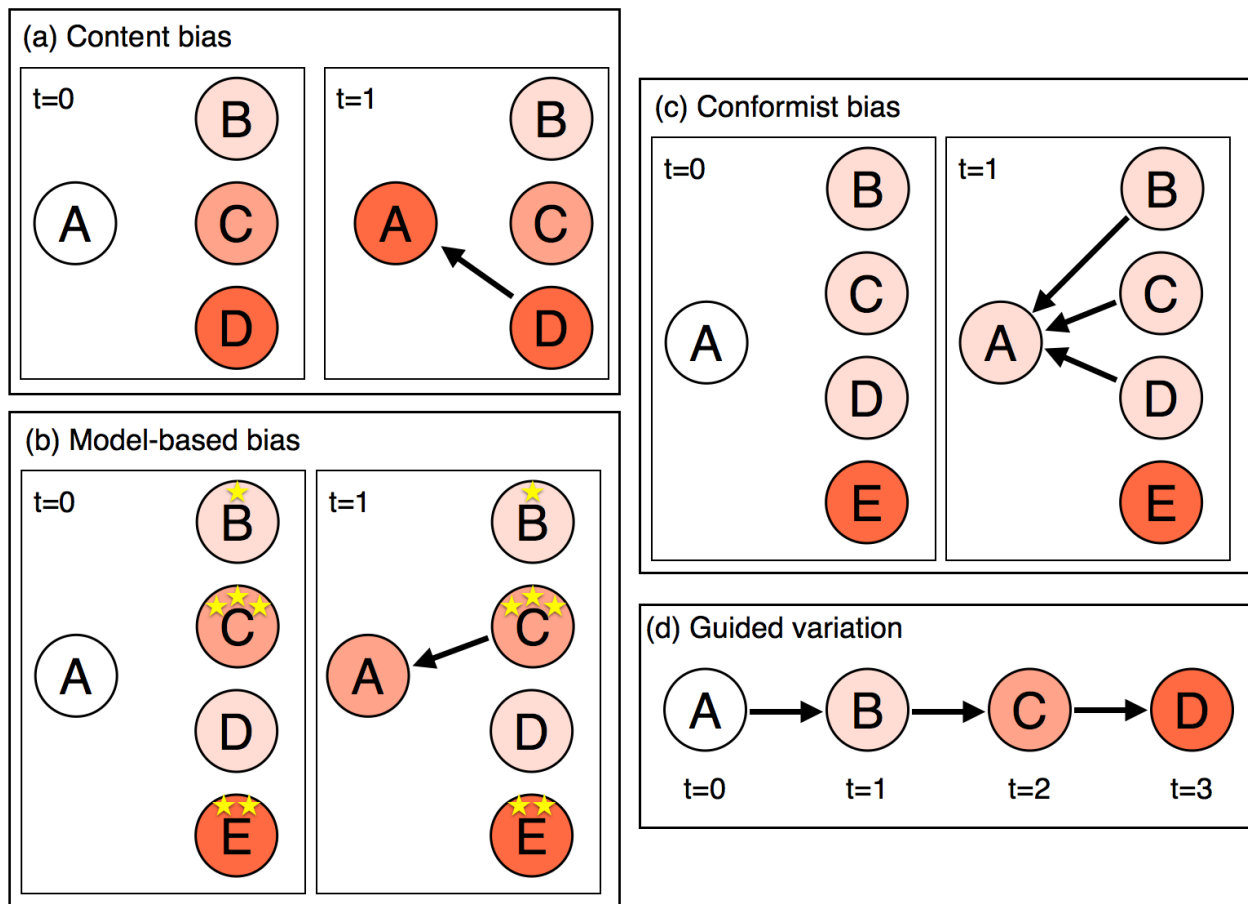 (a) Content bias
t=0
B
A
C
D
t=1
B
A
C
D
(b) Model-based bias
t=0
B
C
A
D
E
t=1
B
C
A
D
E
(c) Conformist bias
t=0
B
C
A
D
E
t=1
B
C
A
D
E
(d) Guided variation
A B C D
t=0 t=1 t=2 t=3